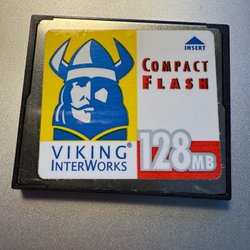 COMPACT
FLASH
INSERT
VIKING®
INTERWORKS
128MB